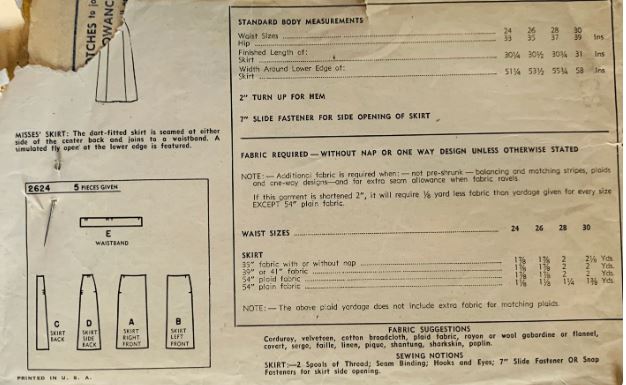 TCHES to jo
OWANC
MISSES' SKIRT: The dart-fitted skirt is seamed at either
side of the center back and joins to a waistband. A
simulated fly open at the lower edge is featured.
2624 5 PIECES GIVEN
E
WAISTBAND
C
SKIRT
BACK
D
SKIRT
SIDE
BACK
A
SKIRT
RIGHT
FRONT
B
SKIRT
LEFT
FRONT
PRINTED IN U. S. A.
STANDARD BODY MEASUREMENTS
Waist Sizes 24 26 28 30
Hip 33 35 37 39 Ins
Finished Length of:
Skirt 30¼ 30½ 30¾ 31 Ins.
Width Around Lower Edge of:
Skirt 51¼ 53½ 55¾ 58 Ins
2" TURN UP FOR HEM
7" SLIDE FASTENER FOR SIDE OPENING OF SKIRT
FABRIC REQUIRED — WITHOUT NAP OR ONE WAY DESIGN UNLESS OTHERWISE STATED
NOTE: — Additional fabric is required when: — not pre-shrunk — balancing and matching stripes, plaids
and one-way designs — and for extra seam allowance when fabric ravels.
If this garment is shortened 2", it will require ⅛ yard less fabric than yardage given for every size
EXCEPT 54" plain fabric.
WAIST SIZES 24 26 28 30
SKIRT
35" fabric with or without nap 1⅞ 1⅞ 2 2⅛ Yds.
39" or 41" fabric 1⅞ 1⅞ 2 2 Yds.
54" plaid fabric 1⅞ 1⅞ 2 2 Yds.
54" plain fabric 1⅛ 1⅛ 1¼ 1⅜ Yds.
NOTE: — The above plaid yardage does not include extra fabric for matching plaids.
FABRIC SUGGESTIONS
Corduroy, velveteen, cotton broadcloth, plaid fabric, rayon or wool gabardine or flannel,
covert, serge, faille, linen, pique, shantung, sharkskin, poplin.
SEWING NOTIONS
SKIRT: — 2 Spools of Thread; Seam Binding; Hooks and Eyes; 7" Slide Fastener OR Snap
Fasteners for skirt side opening.